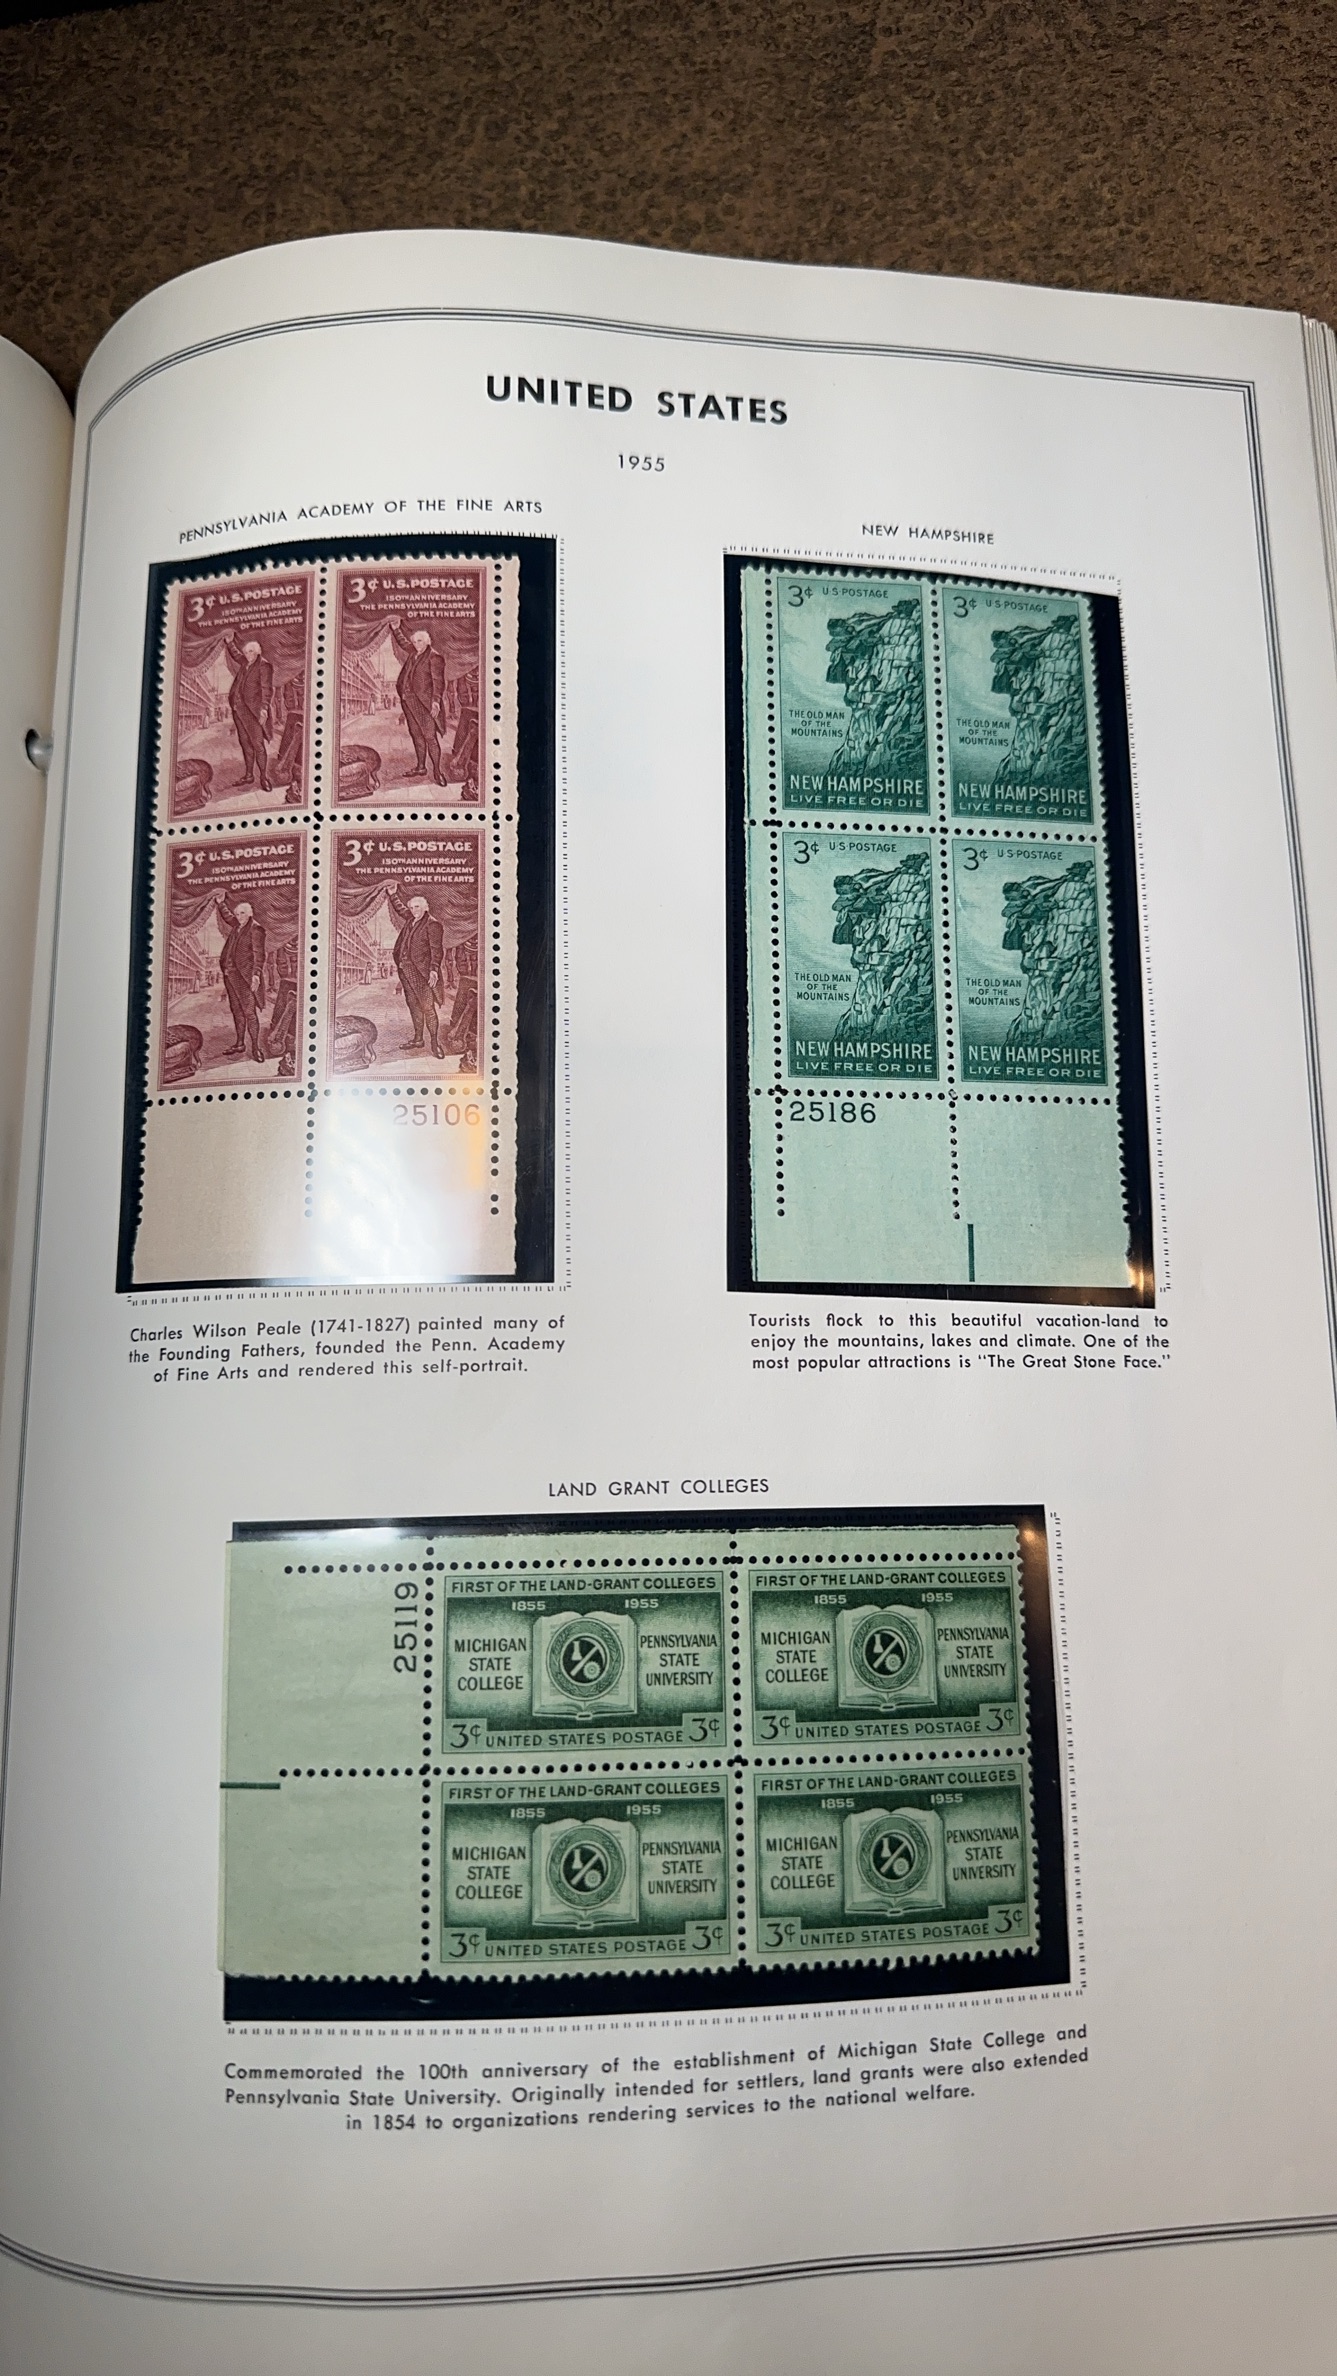 UNITED STATES
1955
PENNSYLVANIA ACADEMY OF THE FINE ARTS
3¢ U.S. POSTAGE
150TH ANNIVERSARY
THE PENNSYLVANIA ACADEMY
OF THE FINE ARTS
3¢ U.S. POSTAGE
150TH ANNIVERSARY
THE PENNSYLVANIA ACADEMY
OF THE FINE ARTS
3¢ U.S. POSTAGE
150TH ANNIVERSARY
THE PENNSYLVANIA ACADEMY
OF THE FINE ARTS
3¢ U.S. POSTAGE
150TH ANNIVERSARY
THE PENNSYLVANIA ACADEMY
OF THE FINE ARTS
25106
Charles Wilson Peale (1741-1827) painted many of
the Founding Fathers, founded the Penn. Academy
of Fine Arts and rendered this self-portrait.
NEW HAMPSHIRE
3¢ U S POSTAGE
THE OLD MAN
OF THE
MOUNTAINS
NEW HAMPSHIRE
LIVE FREE OR DIE
3¢ U S POSTAGE
THE OLD MAN
OF THE
MOUNTAINS
NEW HAMPSHIRE
LIVE FREE OR DIE
3¢ U S POSTAGE
THE OLD MAN
OF THE
MOUNTAINS
NEW HAMPSHIRE
LIVE FREE OR DIE
3¢ U S POSTAGE
THE OLD MAN
OF THE
MOUNTAINS
NEW HAMPSHIRE
LIVE FREE OR DIE
25186
Tourists flock to this beautiful vacation-land to
enjoy the mountains, lakes and climate. One of the
most popular attractions is "The Great Stone Face."
LAND GRANT COLLEGES
25119
FIRST OF THE LAND-GRANT COLLEGES
1855 1955
MICHIGAN
STATE
COLLEGE
PENNSYLVANIA
STATE
UNIVERSITY
3¢ UNITED STATES POSTAGE 3¢
FIRST OF THE LAND-GRANT COLLEGES
1855 1955
MICHIGAN
STATE
COLLEGE
PENNSYLVANIA
STATE
UNIVERSITY
3¢ UNITED STATES POSTAGE 3¢
FIRST OF THE LAND-GRANT COLLEGES
1855 1955
MICHIGAN
STATE
COLLEGE
PENNSYLVANIA
STATE
UNIVERSITY
3¢ UNITED STATES POSTAGE 3¢
FIRST OF THE LAND-GRANT COLLEGES
1855 1955
MICHIGAN
STATE
COLLEGE
PENNSYLVANIA
STATE
UNIVERSITY
3¢ UNITED STATES POSTAGE 3¢
Commemorated the 100th anniversary of the establishment of Michigan State College and
Pennsylvania State University. Originally intended for settlers, land grants were also extended
in 1854 to organizations rendering services to the national welfare.